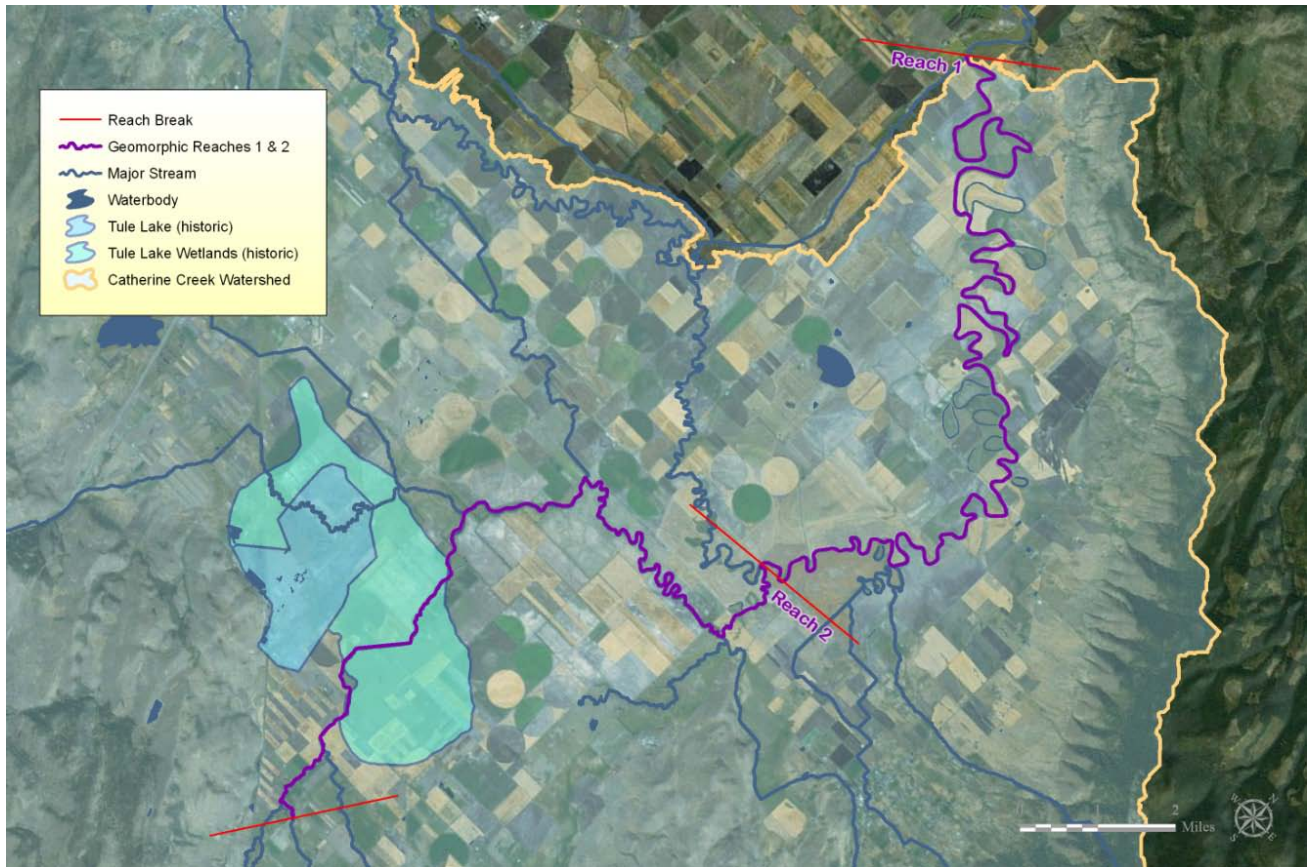 Reach 1
Reach Break
Geomorphic Reaches 1 & 2
Major Stream
Waterbody
Tule Lake (historic)
Tule Lake Wetlands (historic)
Catherine Creek Watershed
Reach 2
0 1 2
Miles
N
E
S
W